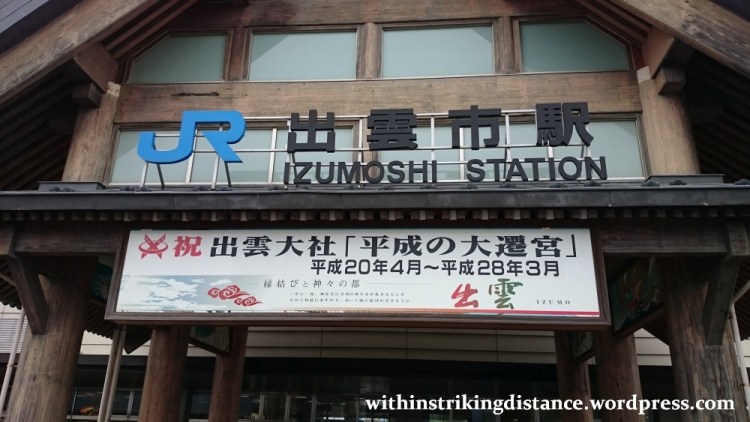 JR 出雲市駅
IZUMOSHI STATION
祝 出雲大社「平成の大遷宮」
平成20年4月～平成28年3月
縁結びと神々の都
出雲 IZUMO
withinstrikingdistance.wordpress.com